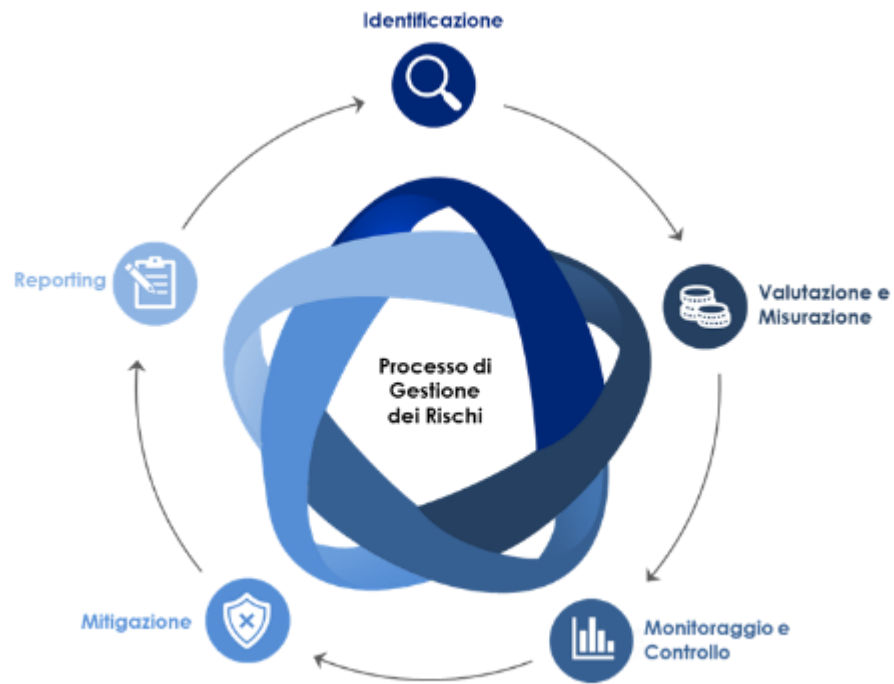 Identificazione
Valutazione e
Misurazione
Monitoraggio e
Controllo
Mitigazione
Reporting
Processo di
Gestione
dei Rischi